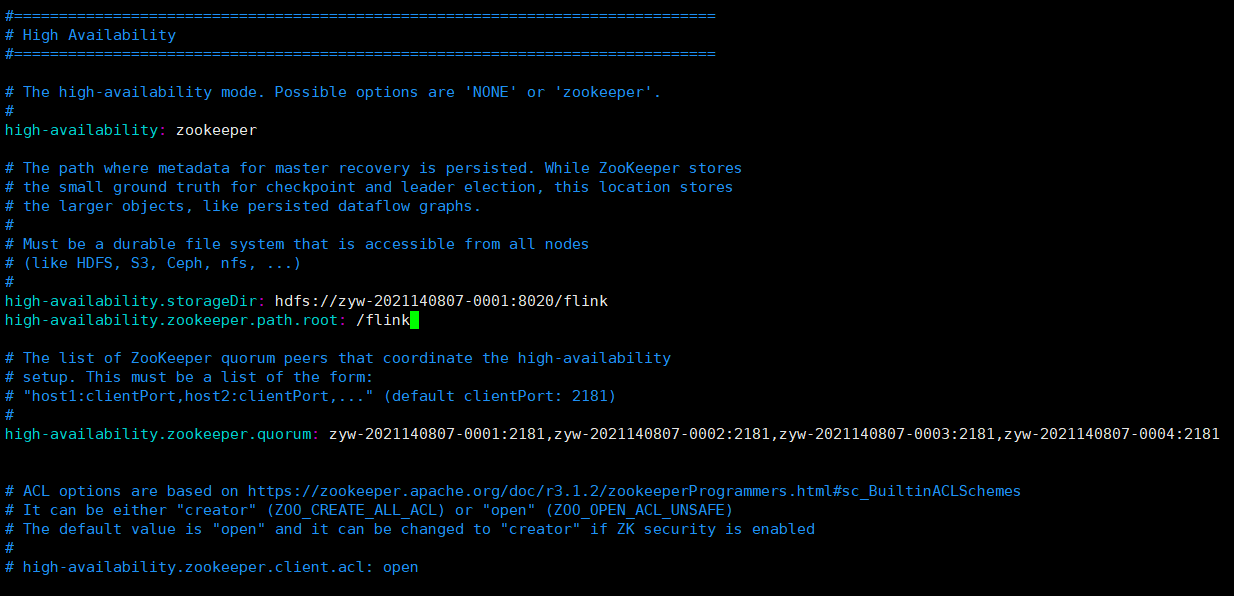 #==============================================================================
# High Availability
#==============================================================================
# The high-availability mode. Possible options are 'NONE' or 'zookeeper'.
#
high-availability: zookeeper
# The path where metadata for master recovery is persisted. While ZooKeeper stores
# the small ground truth for checkpoint and leader election, this location stores
# the larger objects, like persisted dataflow graphs.
#
# Must be a durable file system that is accessible from all nodes
# (like HDFS, S3, Ceph, nfs, ...)
#
high-availability.storageDir: hdfs://zyw-2021140807-0001:8020/flink
high-availability.zookeeper.path.root: /flink
# The list of ZooKeeper quorum peers that coordinate the high-availability
# setup. This must be a list of the form:
# "host1:clientPort,host2:clientPort,..." (default clientPort: 2181)
#
high-availability.zookeeper.quorum: zyw-2021140807-0001:2181,zyw-2021140807-0002:2181,zyw-2021140807-0003:2181,zyw-2021140807-0004:2181
# ACL options are based on https://zookeeper.apache.org/doc/r3.1.2/zookeeperProgrammers.html#sc_BuiltinACLSchemes
# It can be either "creator" (ZOO_CREATE_ALL_ACL) or "open" (ZOO_OPEN_ACL_UNSAFE)
# The default value is "open" and it can be changed to "creator" if ZK security is enabled
#
# high-availability.zookeeper.client.acl: open